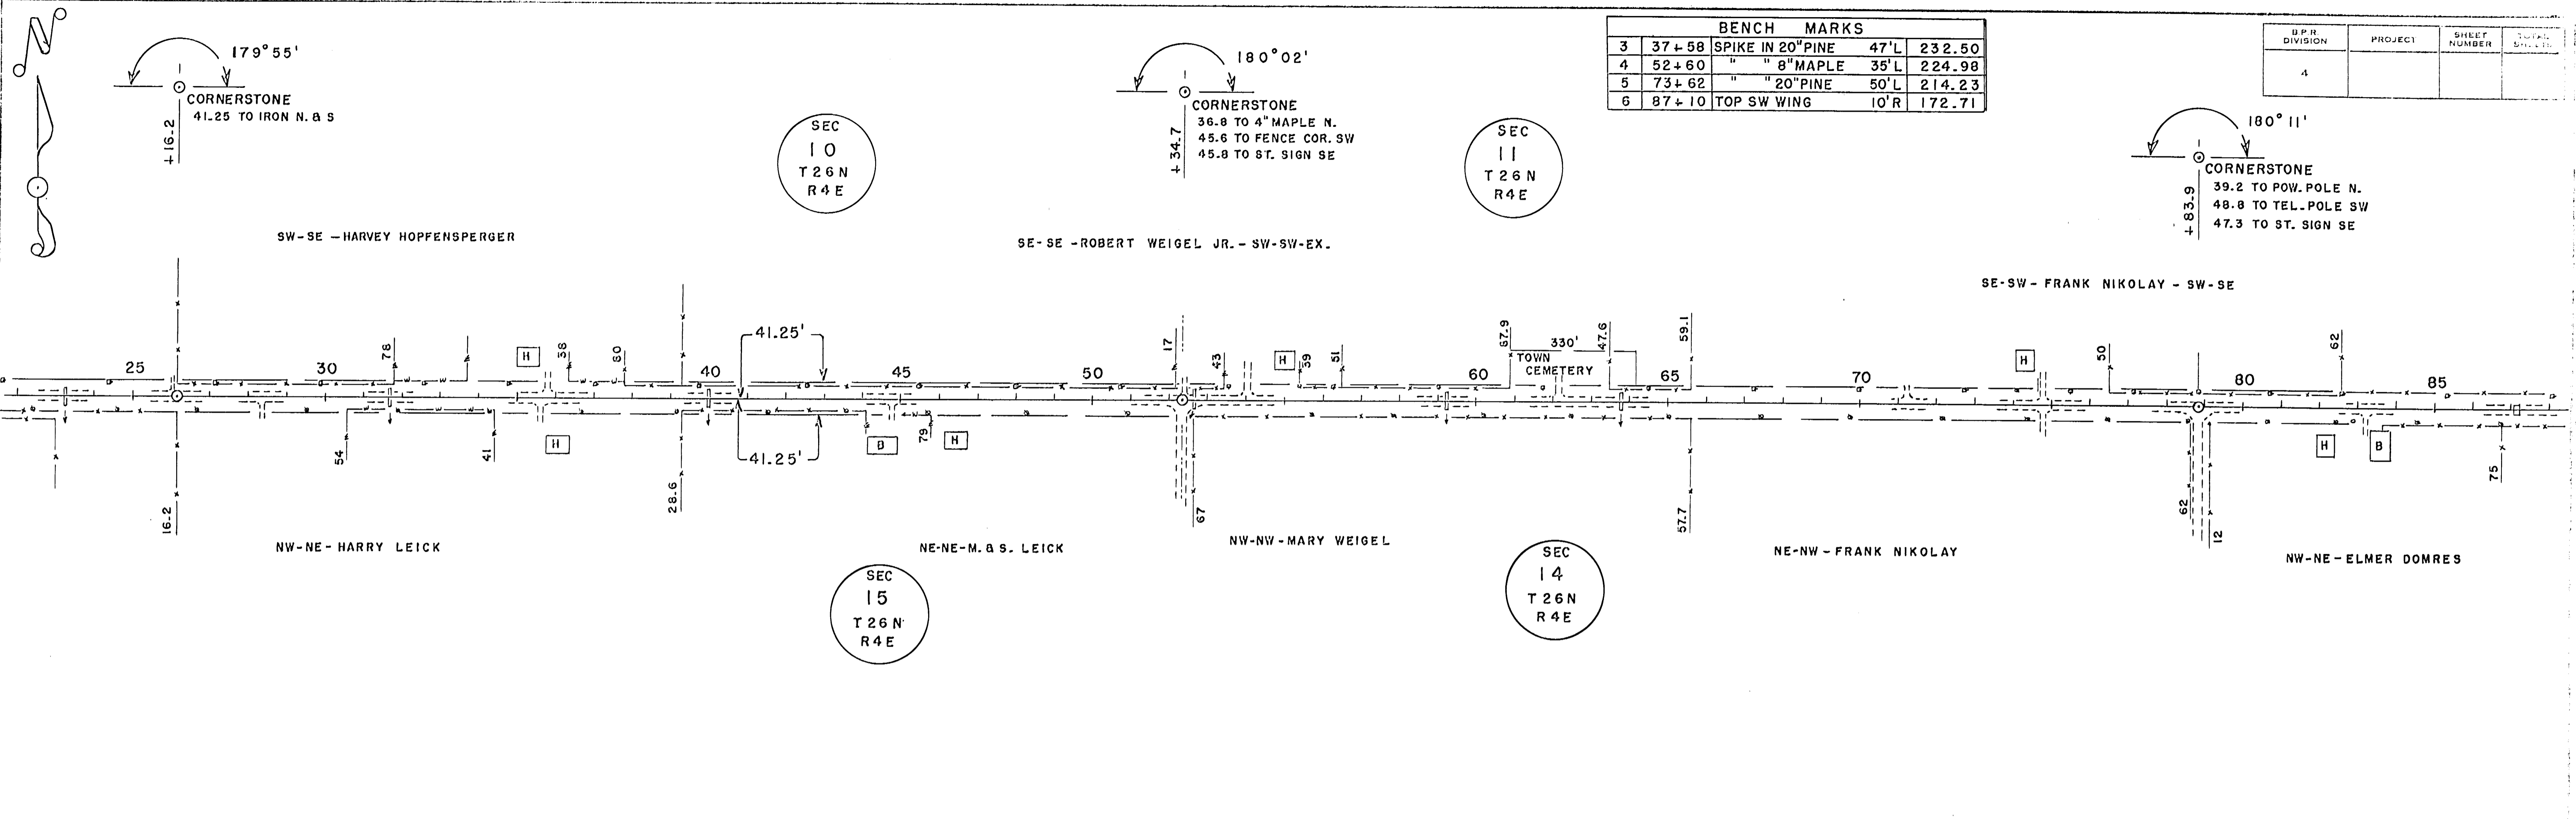 N
179°55'
CORNERSTONE
41.25 TO IRON N. & S
+16.2
180°02'
CORNERSTONE
36.8 TO 4" MAPLE N.
45.6 TO FENCE COR. SW
45.8 TO ST. SIGN SE
+34.7
BENCH MARKS
3 37+58 SPIKE IN 20" PINE 47'L 232.50
4 52+60 " " 8" MAPLE 35'L 224.98
5 73+62 " " 20" PINE 50'L 214.23
6 87+10 TOP SW WING 10'R 172.71
B.P.R. DIVISION PROJECT SHEET NUMBER TOTAL SHEETS
4
180°11'
CORNERSTONE
39.2 TO POW. POLE N.
48.8 TO TEL. POLE SW
47.3 TO ST. SIGN SE
+83.9
SEC
10
T26N
R4E
SEC
11
T26N
R4E
SW-SE-HARVEY HOPFENSPERGER
SE-SE-ROBERT WEIGEL JR.-SW-SW-EX.
SE-SW-FRANK NIKOLAY-SW-SE
78
H
38
80
41.25'
17
43
H
39
51
87.9
330'
TOWN
CEMETERY
47.6
59.1
H
50
62
25 30 40 45 50 60 65 70 80 85
16.2
54
41
H
28.6
41.25'
B
79
H
67
57.7
62
12
H
B
75
NW-NE-HARRY LEICK
NE-NE-M. & S. LEICK
NW-NW-MARY WEIGEL
NE-NW-FRANK NIKOLAY
NW-NE-ELMER DOMRES
SEC
15
T26N
R4E
SEC
14
T26N
R4E